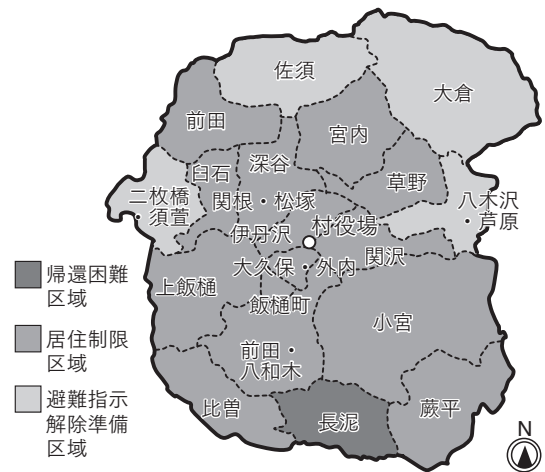 佐須
大倉
前田
宮内
臼石
深谷
草野
二枚橋
・須萱
関根・松塚
八木沢
・芦原
伊丹沢
村役場
関沢
大久保・外内
上飯樋
飯樋町
小宮
前田・
八和木
比曽
長泥
蕨平
帰還困難
区域
居住制限
区域
避難指示
解除準備
区域
N